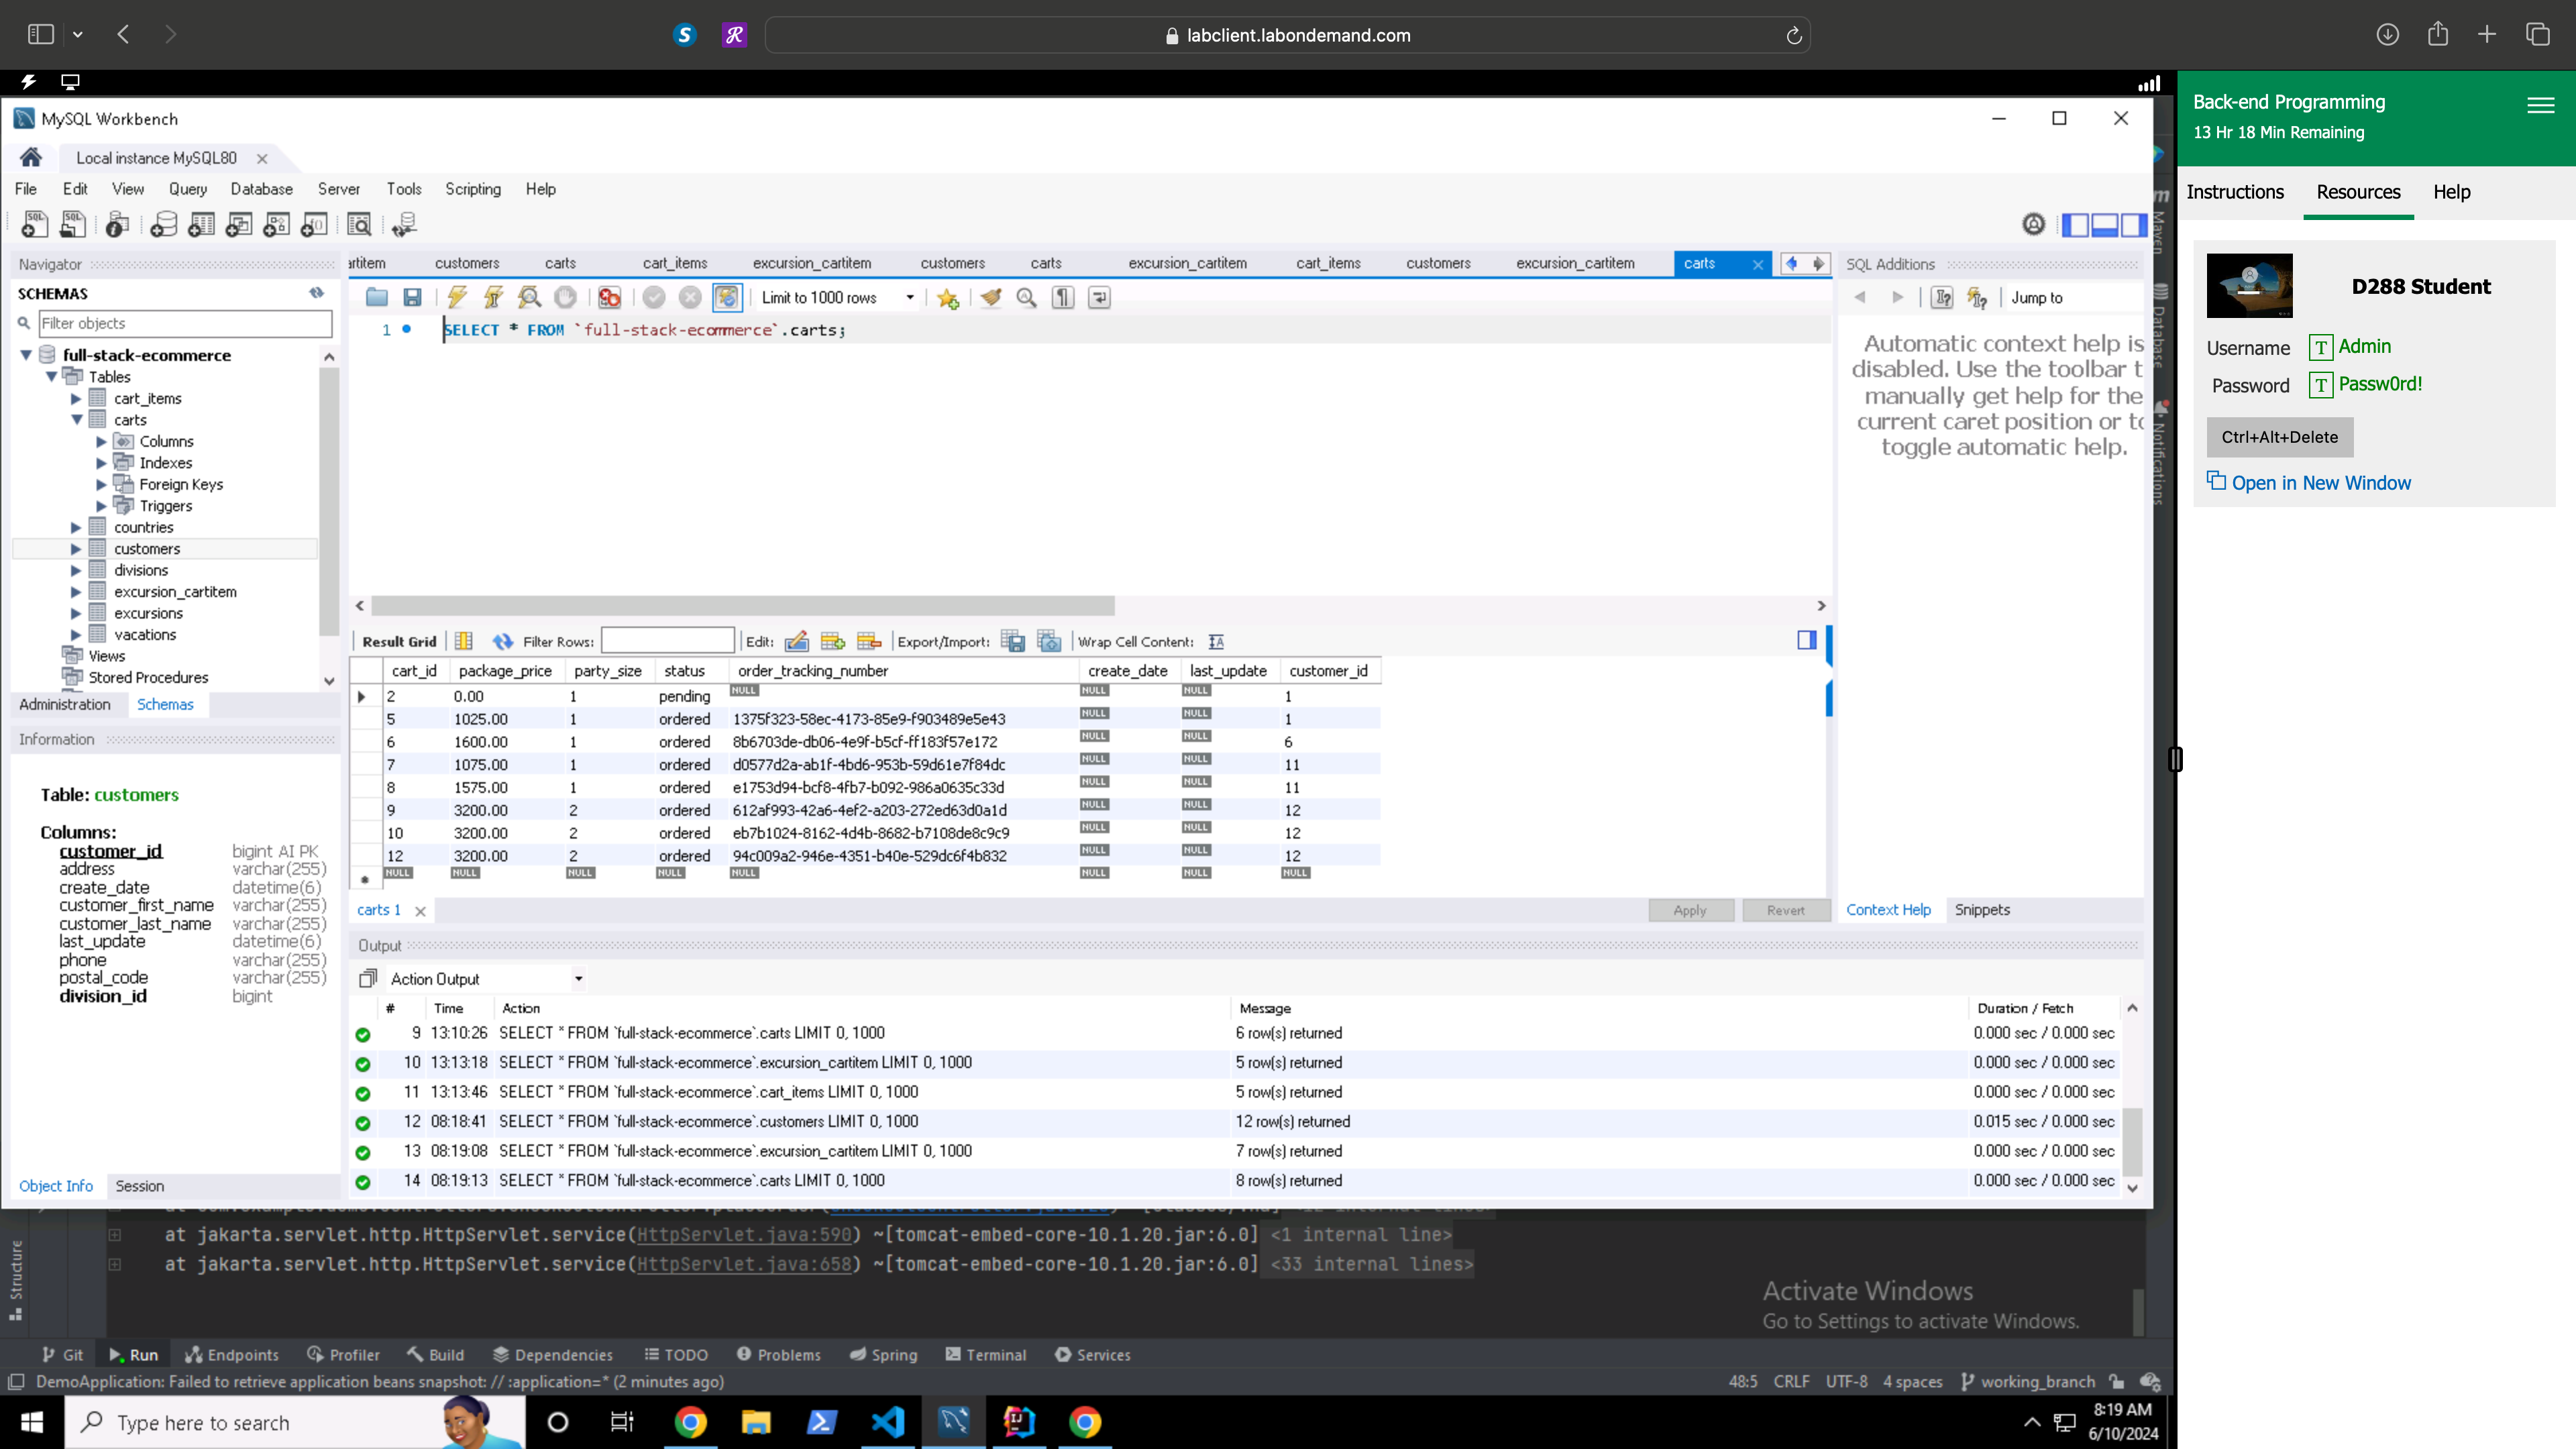 labclient.labondemand.com
MySQL Workbench
Local instance MySQL80
File Edit View Query Database Server Tools Scripting Help
Navigator
SCHEMAS
Filter objects
full-stack-ecommerce
Tables
cart_items
carts
Columns
Indexes
Foreign Keys
Triggers
countries
customers
divisions
excursion_cartitem
excursions
vacations
Views
Stored Procedures
Administration Schemas
Information
Table: customers
Columns:
customer_id bigint AI PK
address varchar(255)
create_date datetime(6)
customer_first_name varchar(255)
customer_last_name varchar(255)
last_update datetime(6)
phone varchar(255)
postal_code varchar(255)
division_id bigint
Object Info Session
artitem customers carts cart_items excursion_cartitem customers carts excursion_cartitem cart_items customers excursion_cartitem carts
Limit to 1000 rows
1 SELECT * FROM `full-stack-ecommerce`.carts;
Result Grid Filter Rows: Edit: Export/Import: Wrap Cell Content:
cart_id package_price party_size status order_tracking_number create_date last_update customer_id
2 0.00 1 pending NULL NULL NULL 1
5 1025.00 1 ordered 1375f323-58ec-4173-85e9-f903489e5e43 NULL NULL 1
6 1600.00 1 ordered 8b6703de-db06-4e9f-b5cf-ff183f57e172 NULL NULL 6
7 1075.00 1 ordered d0577d2a-ab1f-4bd6-953b-59d61e7f84dc NULL NULL 11
8 1575.00 1 ordered e1753d94-bcf8-4fb7-b092-986a0635c33d NULL NULL 11
9 3200.00 2 ordered 612af993-42a6-4ef2-a203-272ed63d0a1d NULL NULL 12
10 3200.00 2 ordered eb7b1024-8162-4d4b-8682-b7108de8c9c9 NULL NULL 12
12 3200.00 2 ordered 94c009a2-946e-4351-b40e-529dc6f4b832 NULL NULL 12
NULL NULL NULL NULL NULL NULL NULL NULL
carts 1 Apply Revert
SQL Additions
Jump to
Automatic context help is
disabled. Use the toolbar t
manually get help for the
current caret position or to
toggle automatic help.
Context Help Snippets
Output
Action Output
# Time Action Message Duration / Fetch
9 13:10:26 SELECT * FROM `full-stack-ecommerce`.carts LIMIT 0, 1000 6 row(s) returned 0.000 sec / 0.000 sec
10 13:13:18 SELECT * FROM `full-stack-ecommerce`.excursion_cartitem LIMIT 0, 1000 5 row(s) returned 0.000 sec / 0.000 sec
11 13:13:46 SELECT * FROM `full-stack-ecommerce`.cart_items LIMIT 0, 1000 5 row(s) returned 0.000 sec / 0.000 sec
12 08:18:41 SELECT * FROM `full-stack-ecommerce`.customers LIMIT 0, 1000 12 row(s) returned 0.015 sec / 0.000 sec
13 08:19:08 SELECT * FROM `full-stack-ecommerce`.excursion_cartitem LIMIT 0, 1000 7 row(s) returned 0.000 sec / 0.000 sec
14 08:19:13 SELECT * FROM `full-stack-ecommerce`.carts LIMIT 0, 1000 8 row(s) returned 0.000 sec / 0.000 sec
Maven
Database
Notifications
Back-end Programming
13 Hr 18 Min Remaining
Instructions Resources Help
D288 Student
Username T Admin
Password T Passw0rd!
Ctrl+Alt+Delete
Open in New Window
at jakarta.servlet.http.HttpServlet.service(HttpServlet.java:590) ~[tomcat-embed-core-10.1.20.jar:6.0] <1 internal line>
at jakarta.servlet.http.HttpServlet.service(HttpServlet.java:658) ~[tomcat-embed-core-10.1.20.jar:6.0] <33 internal lines>
Structure
Activate Windows
Go to Settings to activate Windows.
Git Run Endpoints Profiler Build Dependencies TODO Problems Spring Terminal Services
DemoApplication: Failed to retrieve application beans snapshot: // :application=* (2 minutes ago) 48:5 CRLF UTF-8 4 spaces working_branch
Type here to search
8:19 AM
6/10/2024